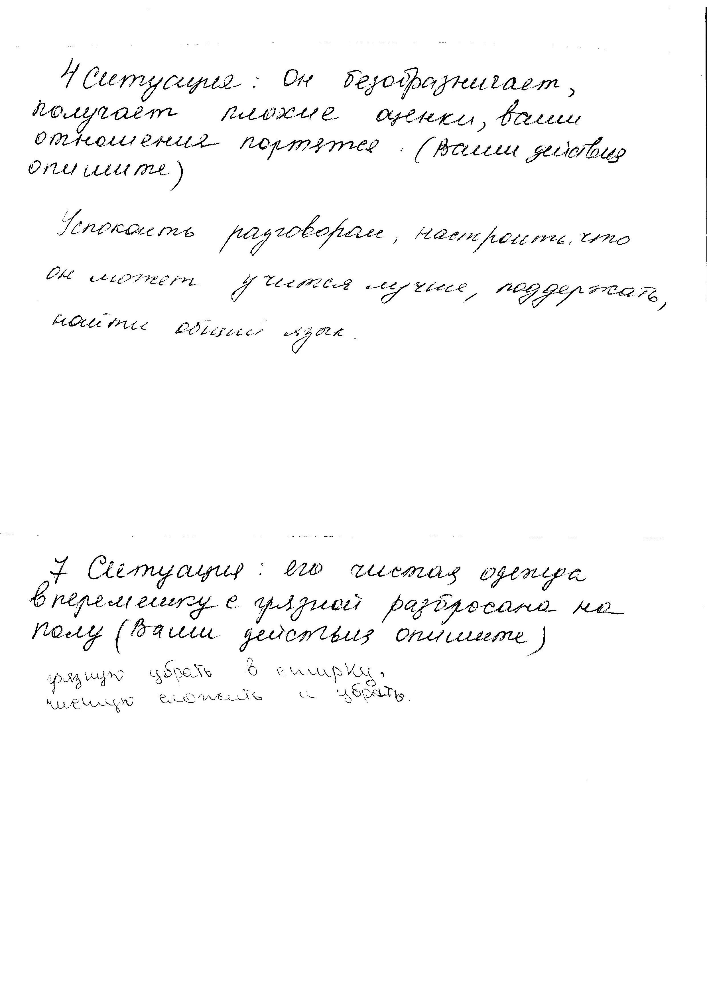 4 Ситуация: Он безобразничает,
получает плохие оценки, ваши
отношения портятся. (Ваши действия
опишите)
Успокоить разговором, настроить, что
он может учится лучше, поддержать,
найти общий язык.
7 Ситуация: его чистая одежда
вперемешку с грязной разбросана на
полу (Ваши действия опишите)
грязную убрать в стирку,
чистую сложить и убрать.